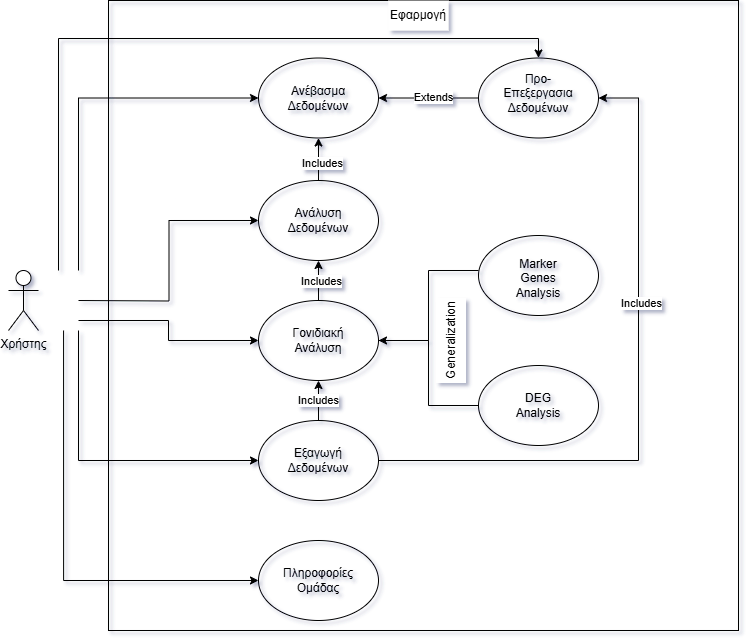 Εφαρμογή
Ανέβασμα
Δεδομένων
Extends
Προ-
Επεξεργασια
Δεδομένων
Includes
Ανάλυση
Δεδομένων
Includes
Marker
Genes
Analysis
Χρήστης
Γονιδιακή
Ανάλυση
Generalization
Includes
Includes
DEG
Analysis
Εξαγωγή
Δεδομένων
Πληροφορίες
Ομάδας